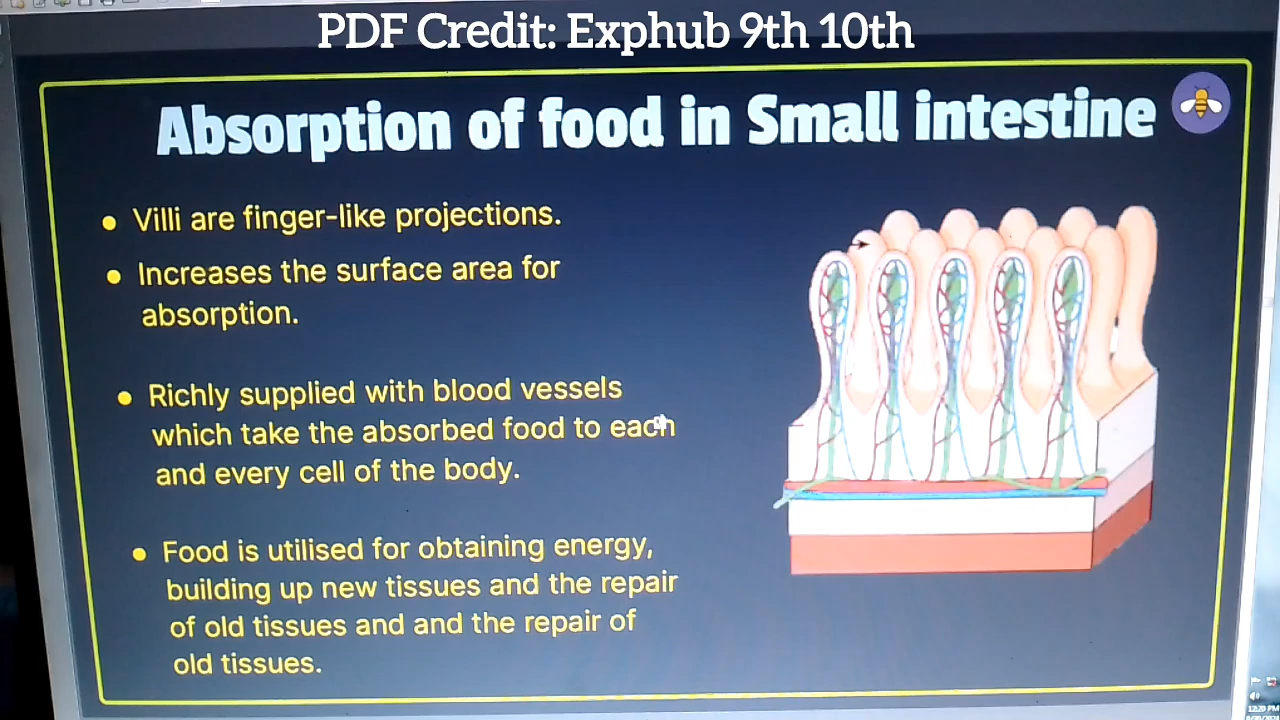 PDF Credit: Exphub 9th 10th
Absorption of food in Small intestine
• Villi are finger-like projections.
• Increases the surface area for
absorption.
• Richly supplied with blood vessels
which take the absorbed food to each
and every cell of the body.
• Food is utilised for obtaining energy,
building up new tissues and the repair
of old tissues and and the repair of
old tissues.
12:29 PM